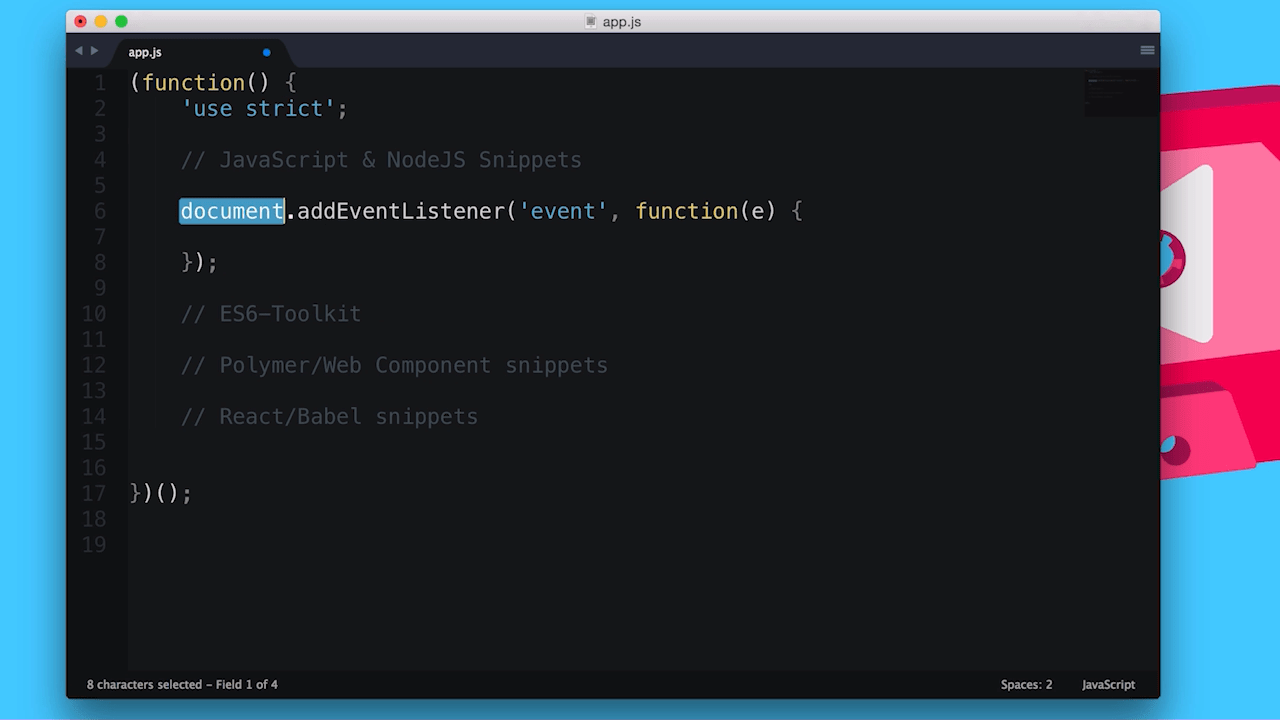 app.js
app.js
1 (function() {
2 'use strict';
3
4 // JavaScript & NodeJS Snippets
5
6 document.addEventListener('event', function(e) {
7
8 });
9
10 // ES6-Toolkit
11
12 // Polymer/Web Component snippets
13
14 // React/Babel snippets
15
16
17 })();
18
19
8 characters selected – Field 1 of 4 Spaces: 2 JavaScript